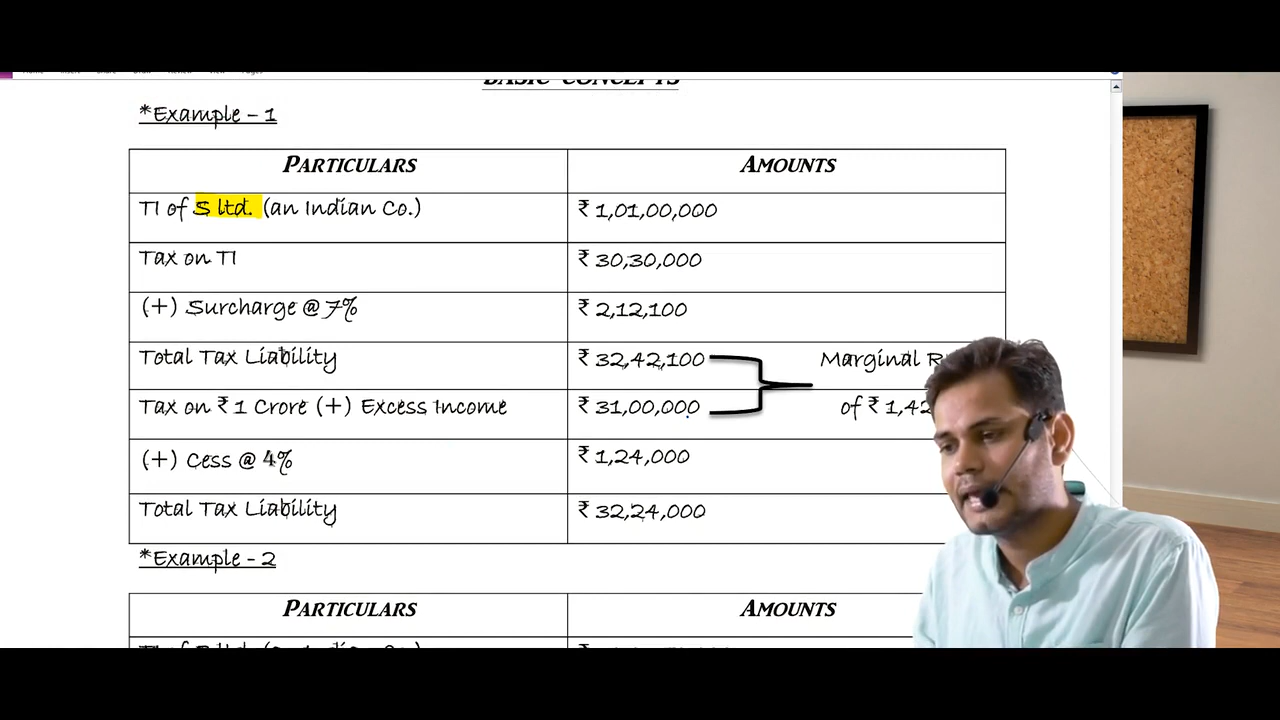 BASIC CONCEPTS
*Example - 1
PARTICULARS AMOUNTS
TI of S ltd. (an Indian Co.) ₹ 1,01,00,000
Tax on TI ₹ 30,30,000
(+) Surcharge @ 7% ₹ 2,12,100
Total Tax Liability ₹ 32,42,100 Marginal
Tax on ₹ 1 Crore (+) Excess Income ₹ 31,00,000 of ₹ 1,42
(+) Cess @ 4% ₹ 1,24,000
Total Tax Liability ₹ 32,24,000
*Example - 2
PARTICULARS AMOUNTS